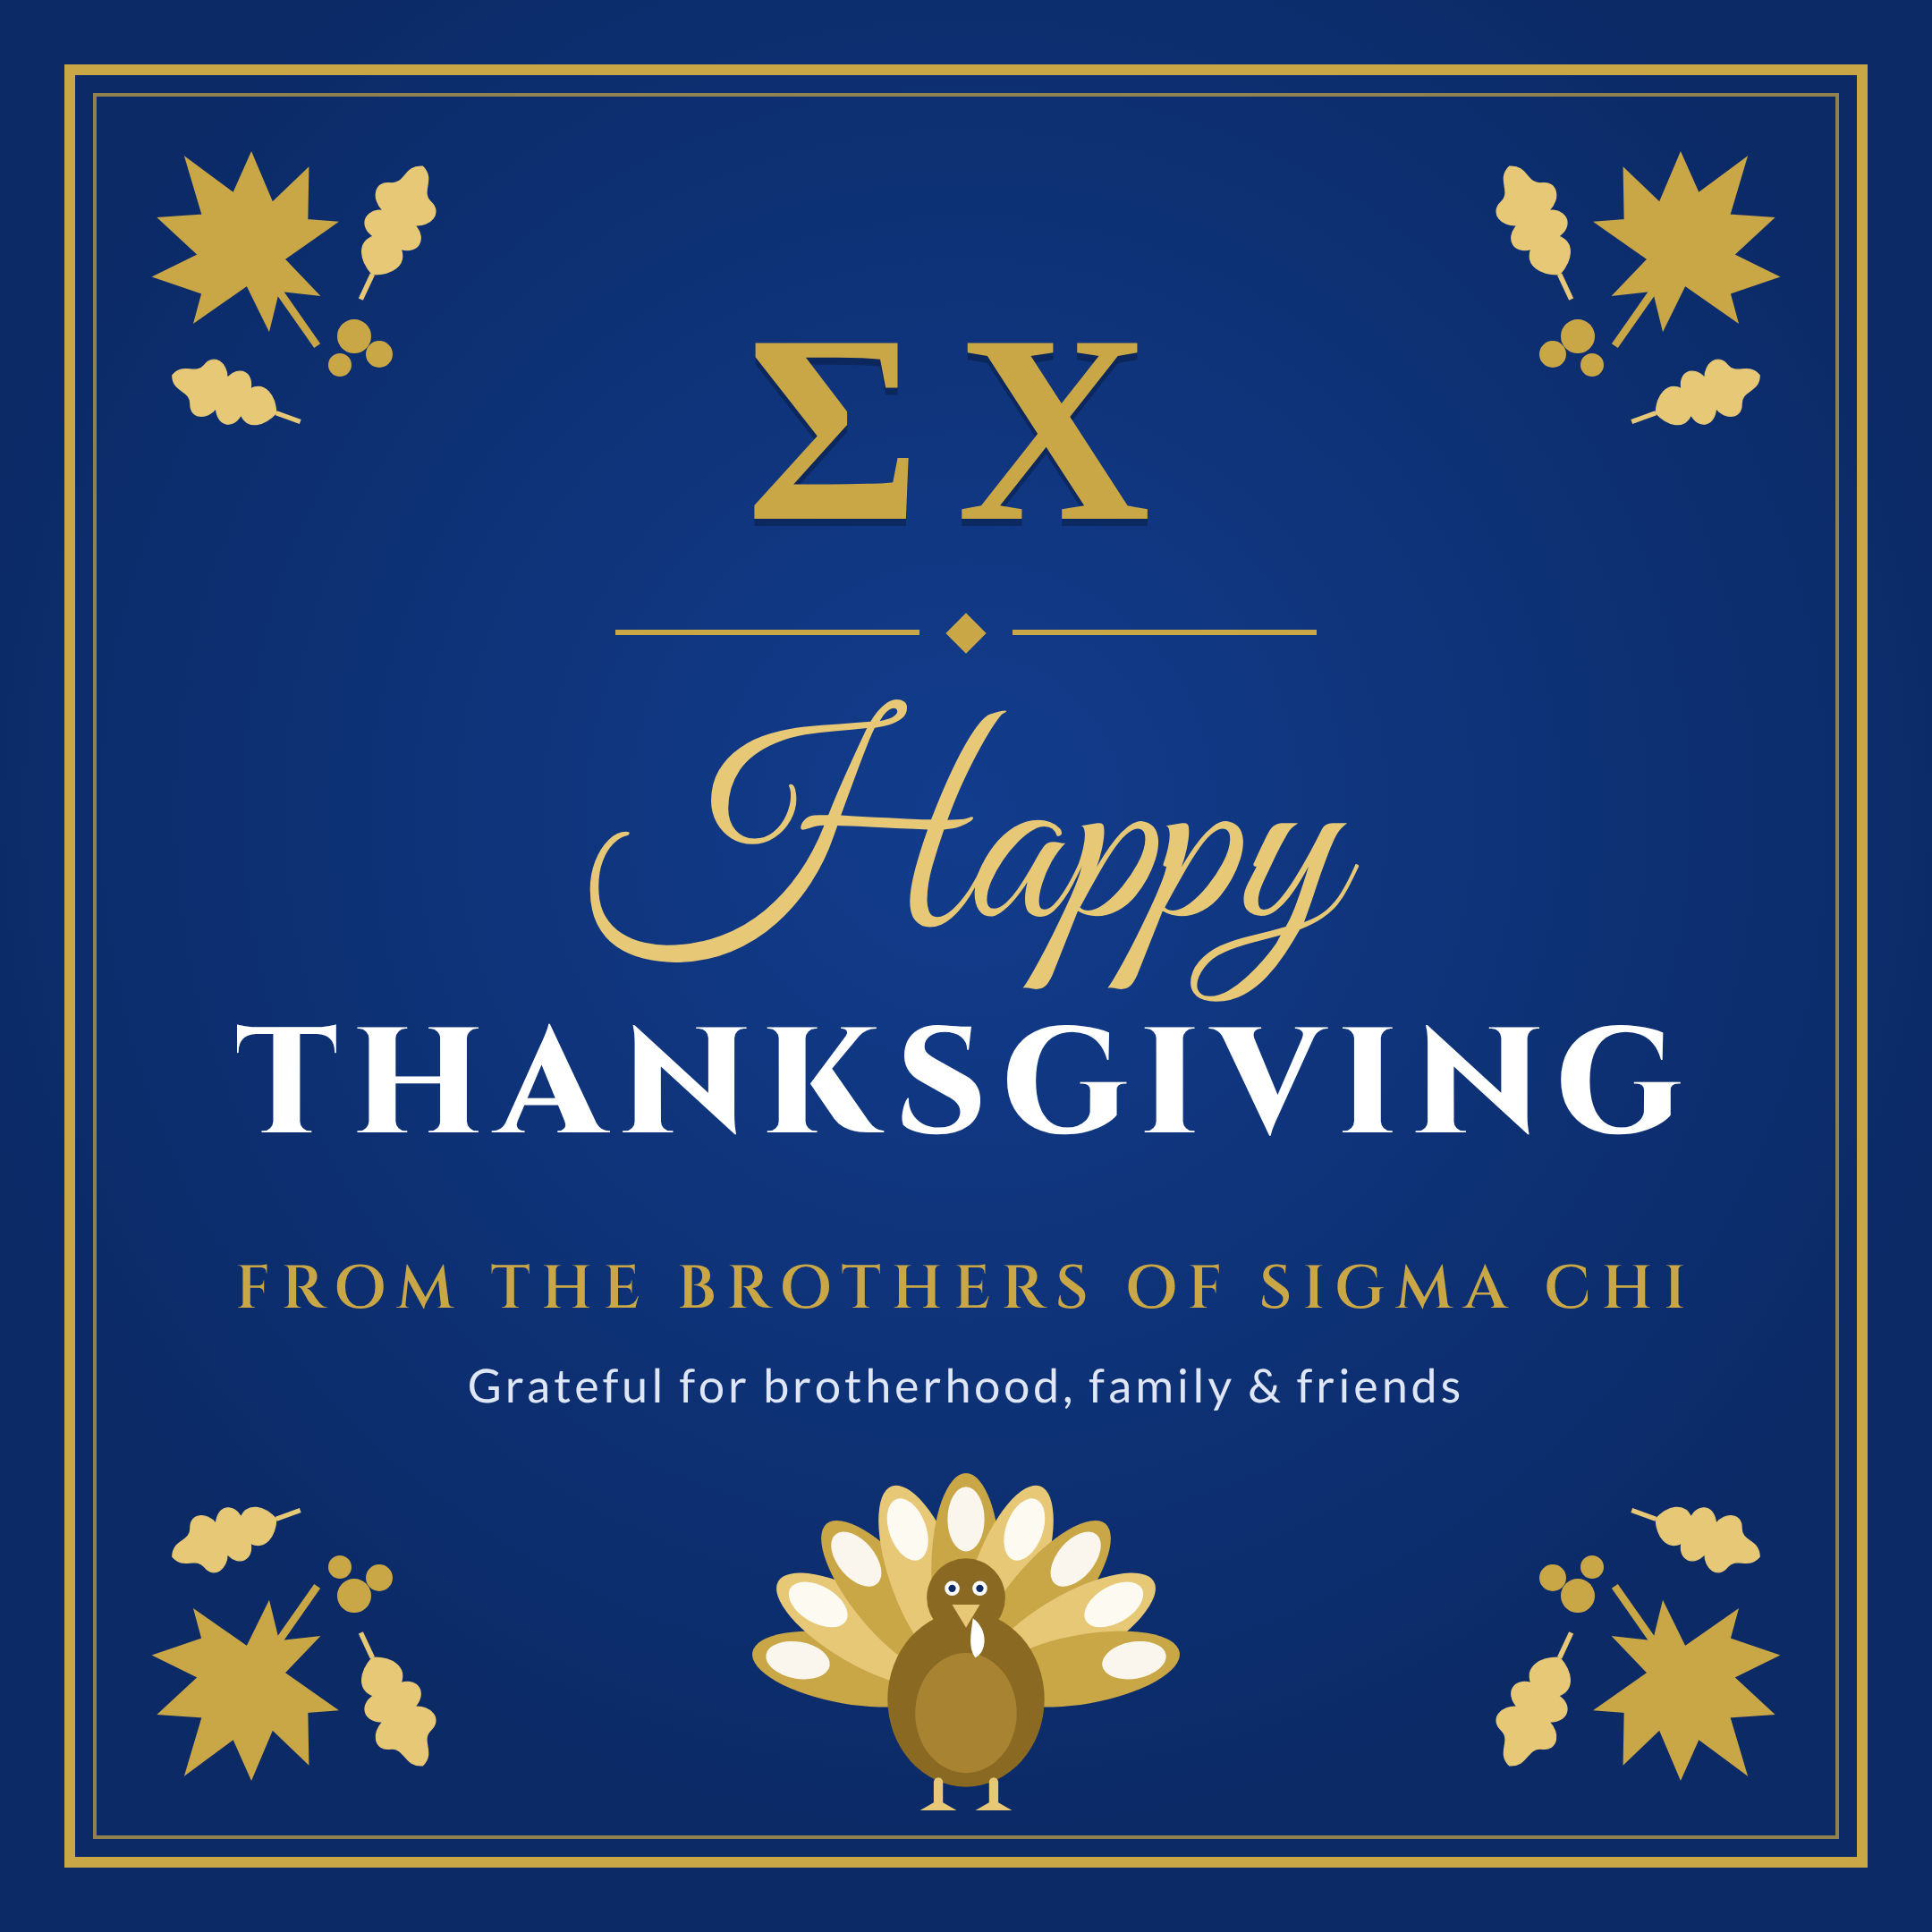 ΣΧ
Happy
THANKSGIVING
FROM THE BROTHERS OF SIGMA CHI
Grateful for brotherhood, family & friends